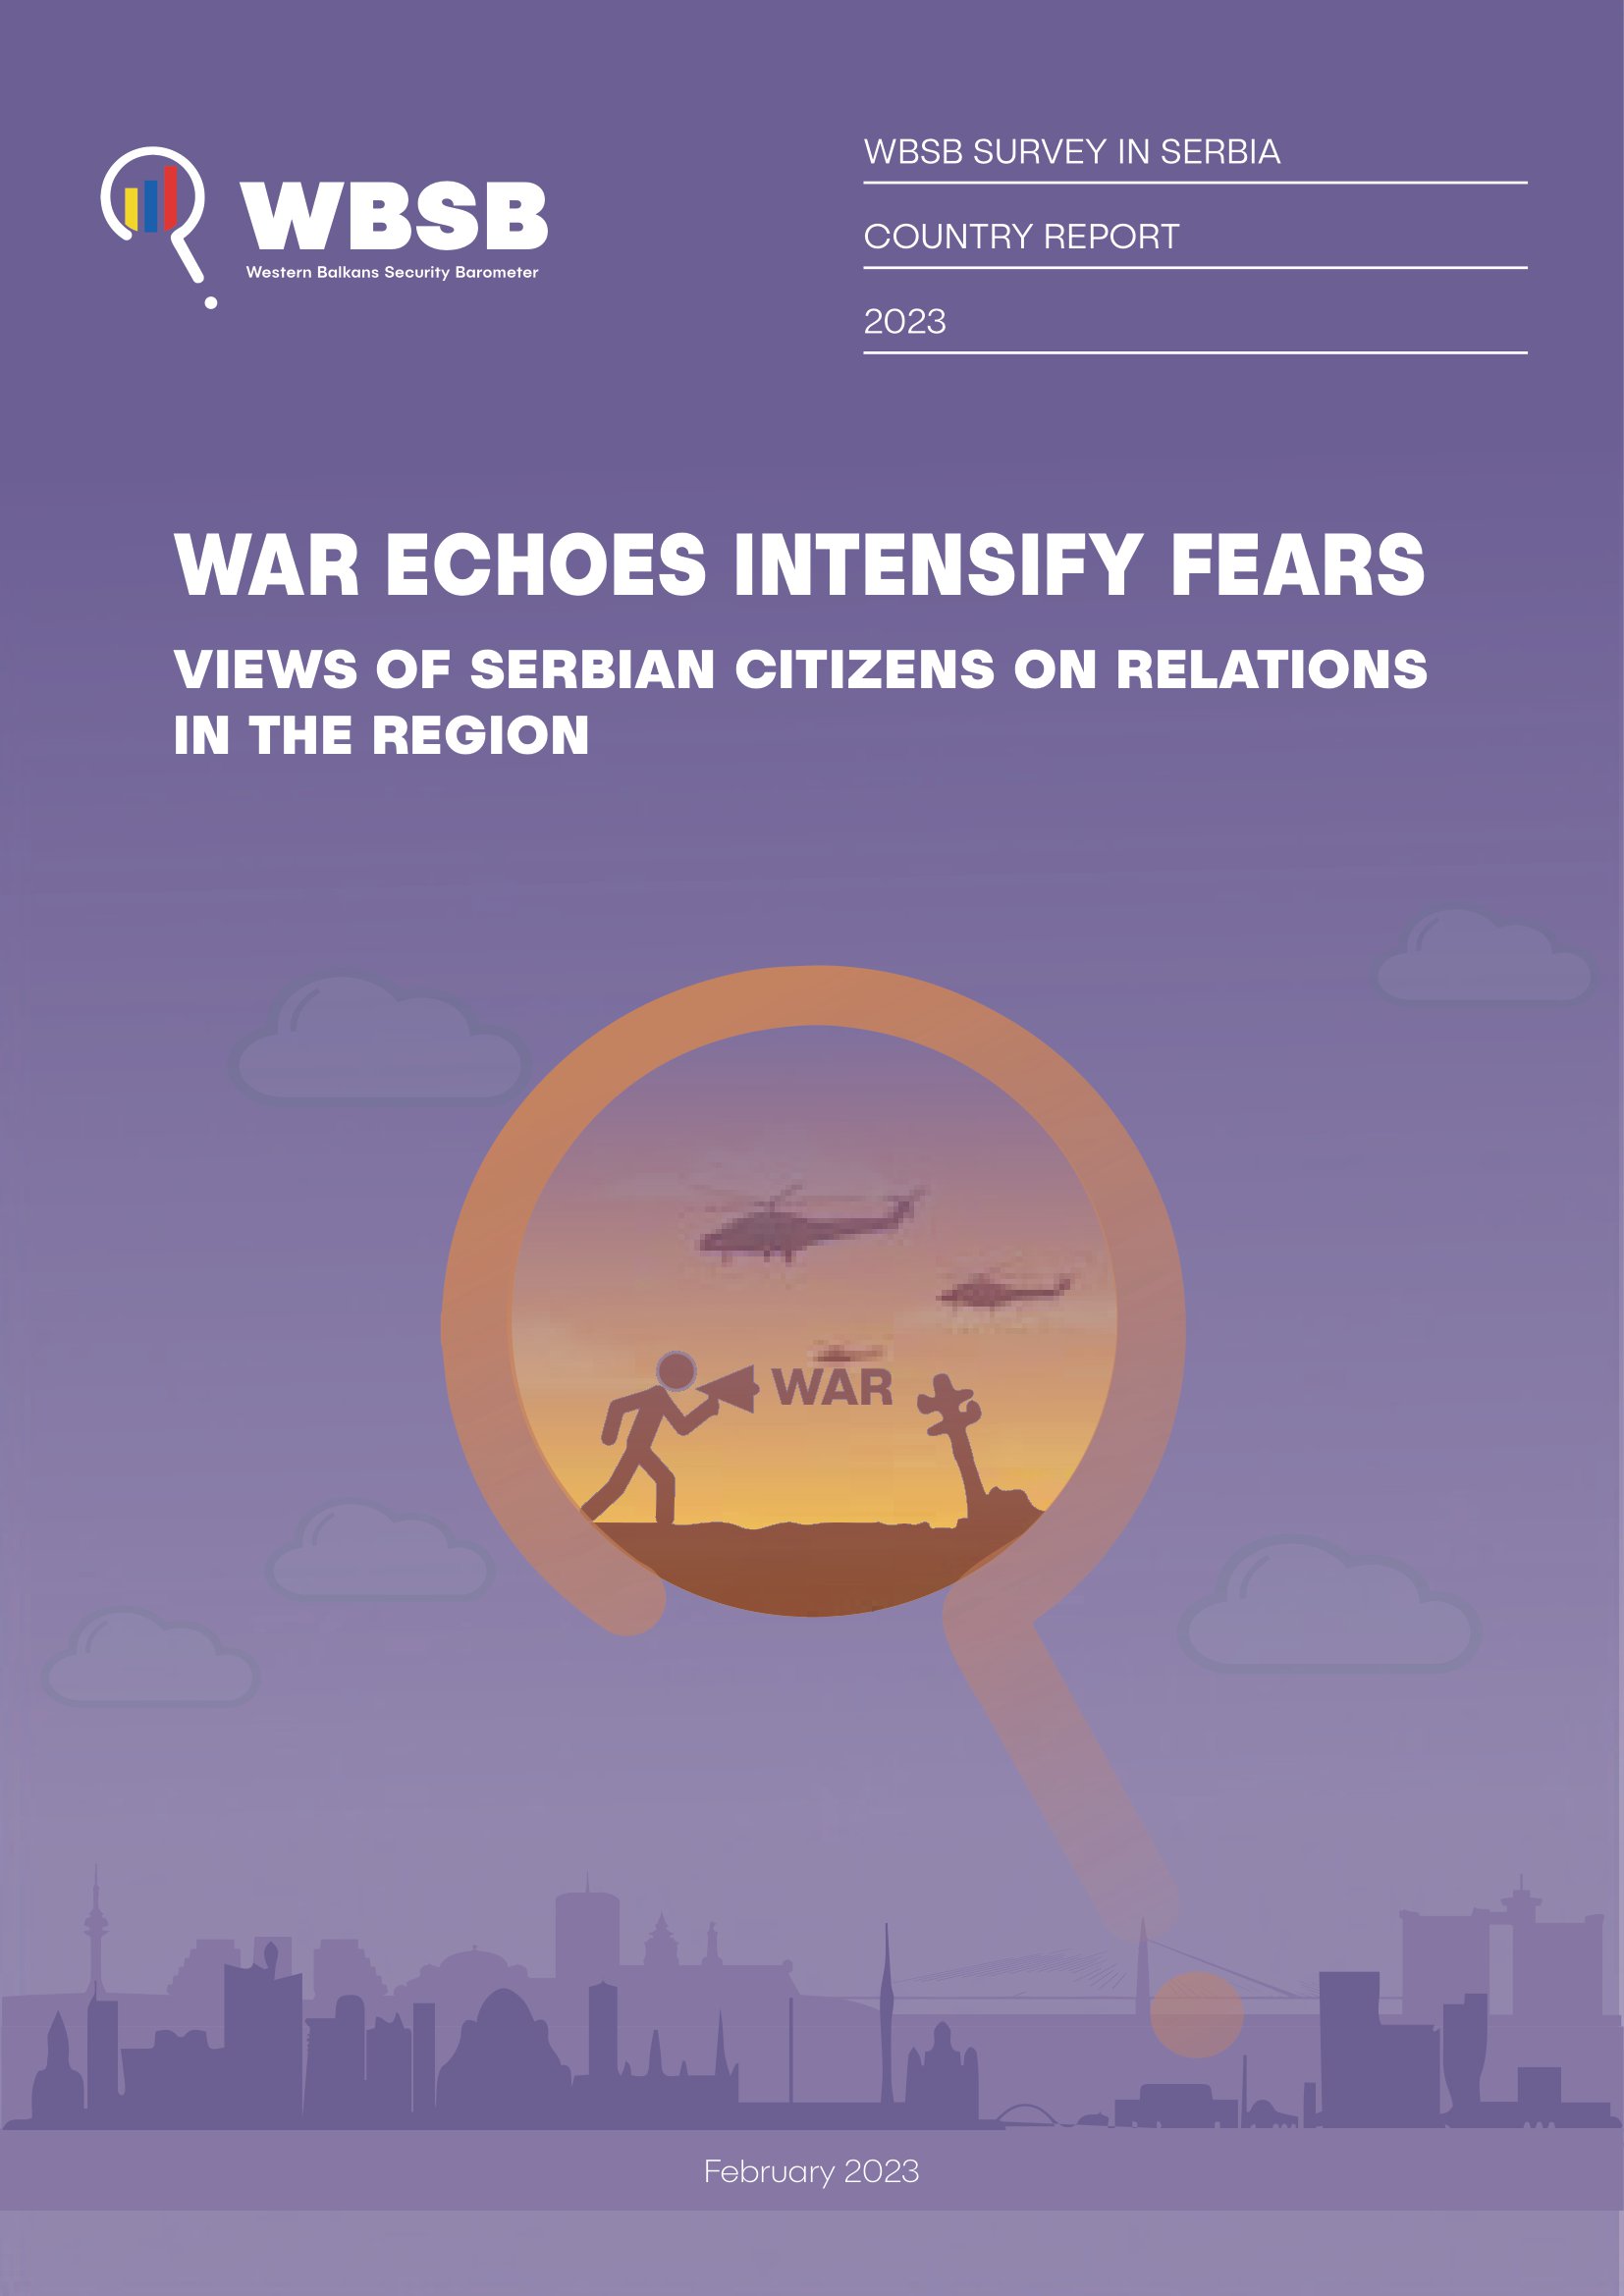 WBSB
Western Balkans Security Barometer
WBSB SURVEY IN SERBIA
COUNTRY REPORT
2023
WAR ECHOES INTENSIFY FEARS
VIEWS OF SERBIAN CITIZENS ON RELATIONS
IN THE REGION
WAR
February 2023